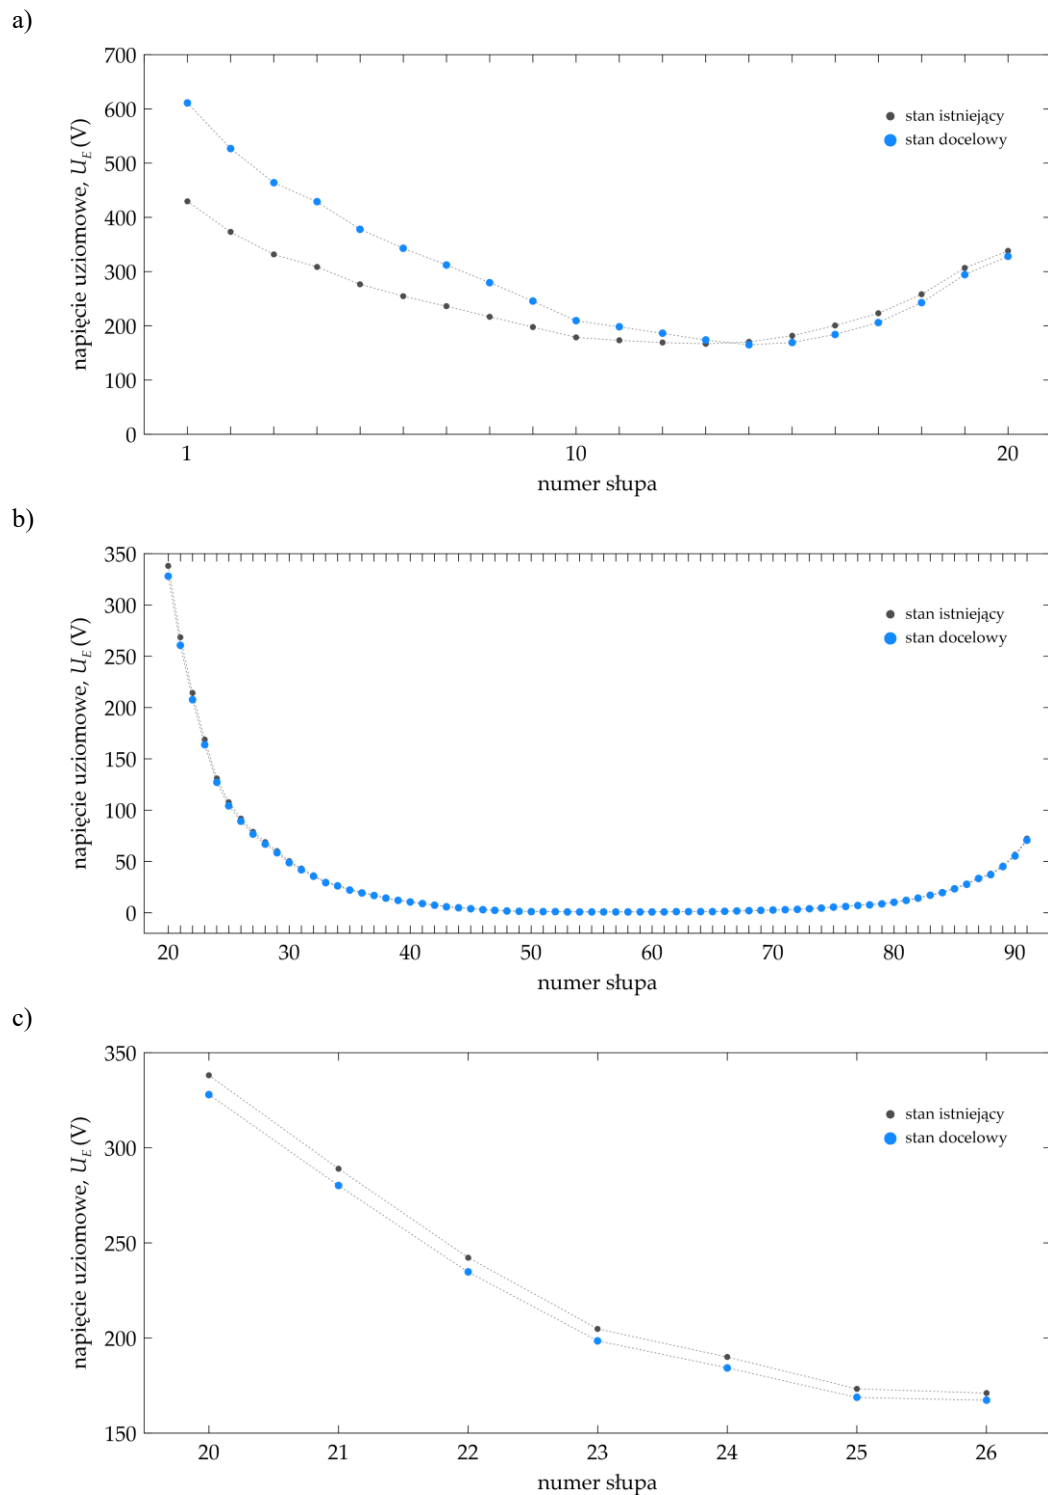 a)
700
600
500
400
300
200
100
0
napięcie uziomowe, U_E (V)
stan istniejący
stan docelowy
1 10 20
numer słupa
b)
350
300
250
200
150
100
50
0
napięcie uziomowe, U_E (V)
stan istniejący
stan docelowy
20 30 40 50 60 70 80 90
numer słupa
c)
350
300
250
200
150
napięcie uziomowe, U_E (V)
stan istniejący
stan docelowy
20 21 22 23 24 25 26
numer słupa